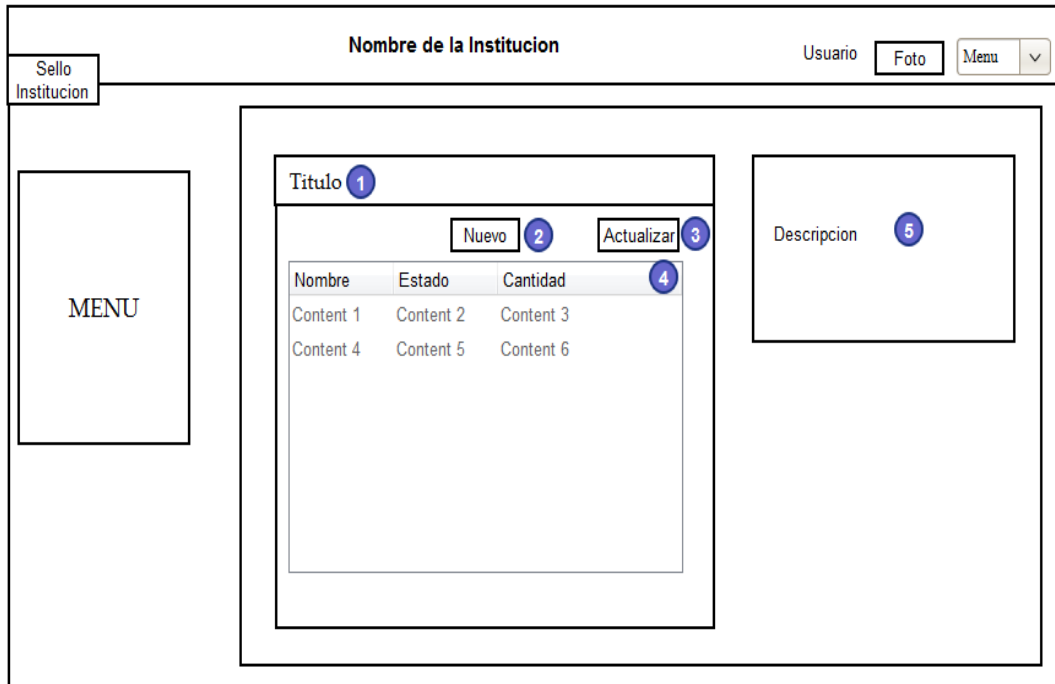 Nombre de la Institucion
Usuario
Foto
Menu
Sello
Institucion
MENU
Titulo 1
Nuevo 2
Actualizar 3
Nombre Estado Cantidad 4
Content 1 Content 2 Content 3
Content 4 Content 5 Content 6
Descripcion 5